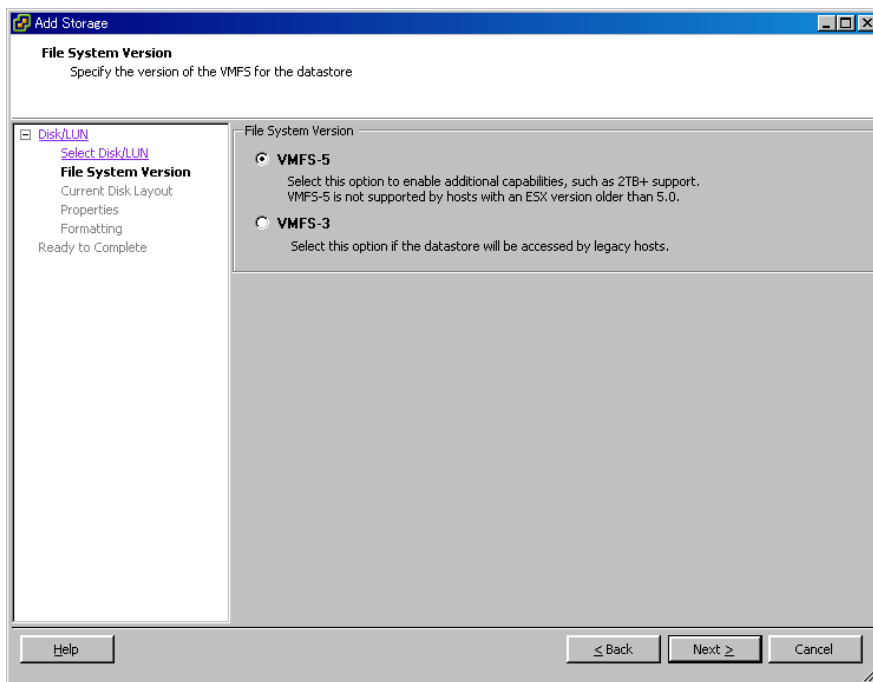 Add Storage
File System Version
Specify the version of the VMFS for the datastore
Disk/LUN
Select Disk/LUN
File System Version
Current Disk Layout
Properties
Formatting
Ready to Complete
File System Version
VMFS-5
Select this option to enable additional capabilities, such as 2TB+ support.
VMFS-5 is not supported by hosts with an ESX version older than 5.0.
VMFS-3
Select this option if the datastore will be accessed by legacy hosts.
Help
< Back
Next >
Cancel